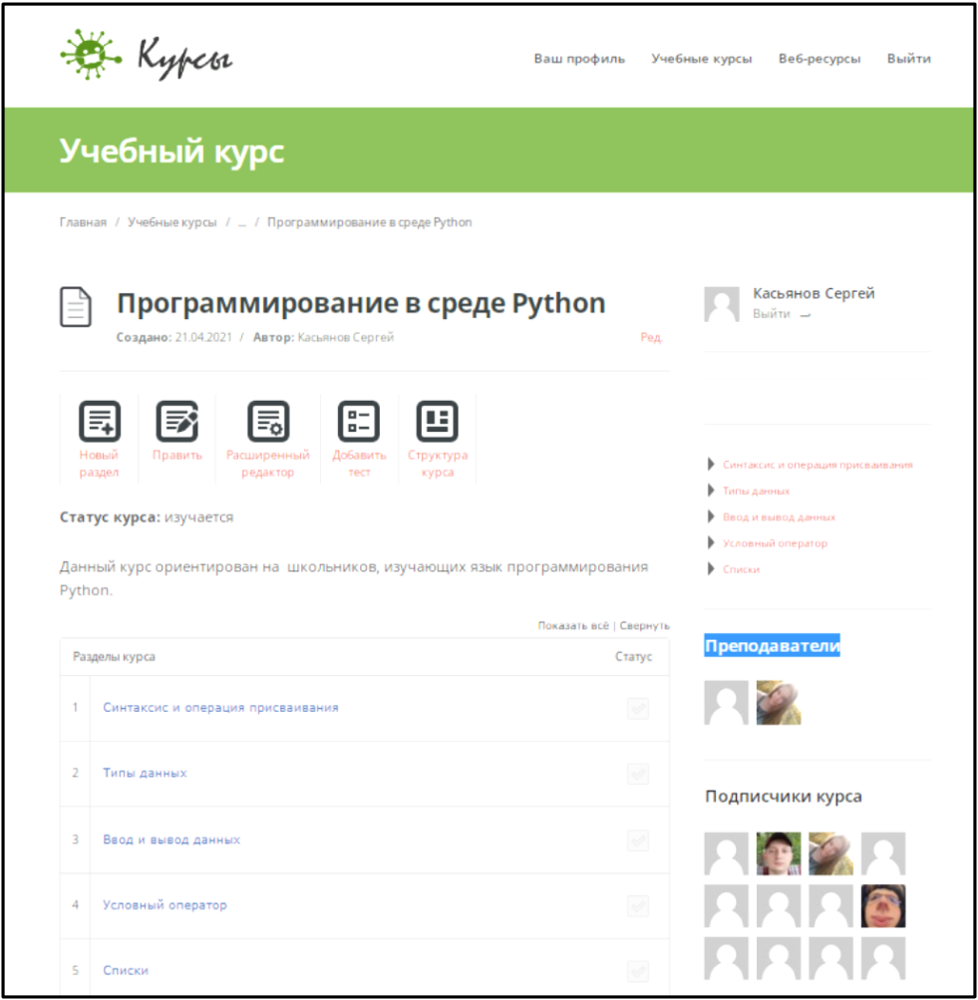 Курсы
Ваш профиль Учебные курсы Веб-ресурсы Выйти
Учебный курс
Главная / Учебные курсы / ... / Программирование в среде Python
Программирование в среде Python
Создано: 21.04.2021 / Автор: Касьянов Сергей
Ред.
Касьянов Сергей
Выйти
Новый
раздел
Править
Расширенный
редактор
Добавить
тест
Структура
курса
Статус курса: изучается
Данный курс ориентирован на школьников, изучающих язык программирования
Python.
Показать всё | Свернуть
Разделы курса Статус
1 Синтаксис и операция присваивания
2 Типы данных
3 Ввод и вывод данных
4 Условный оператор
5 Списки
Синтаксис и операция присваивания
Типы данных
Ввод и вывод данных
Условный оператор
Списки
Преподаватели
Подписчики курса